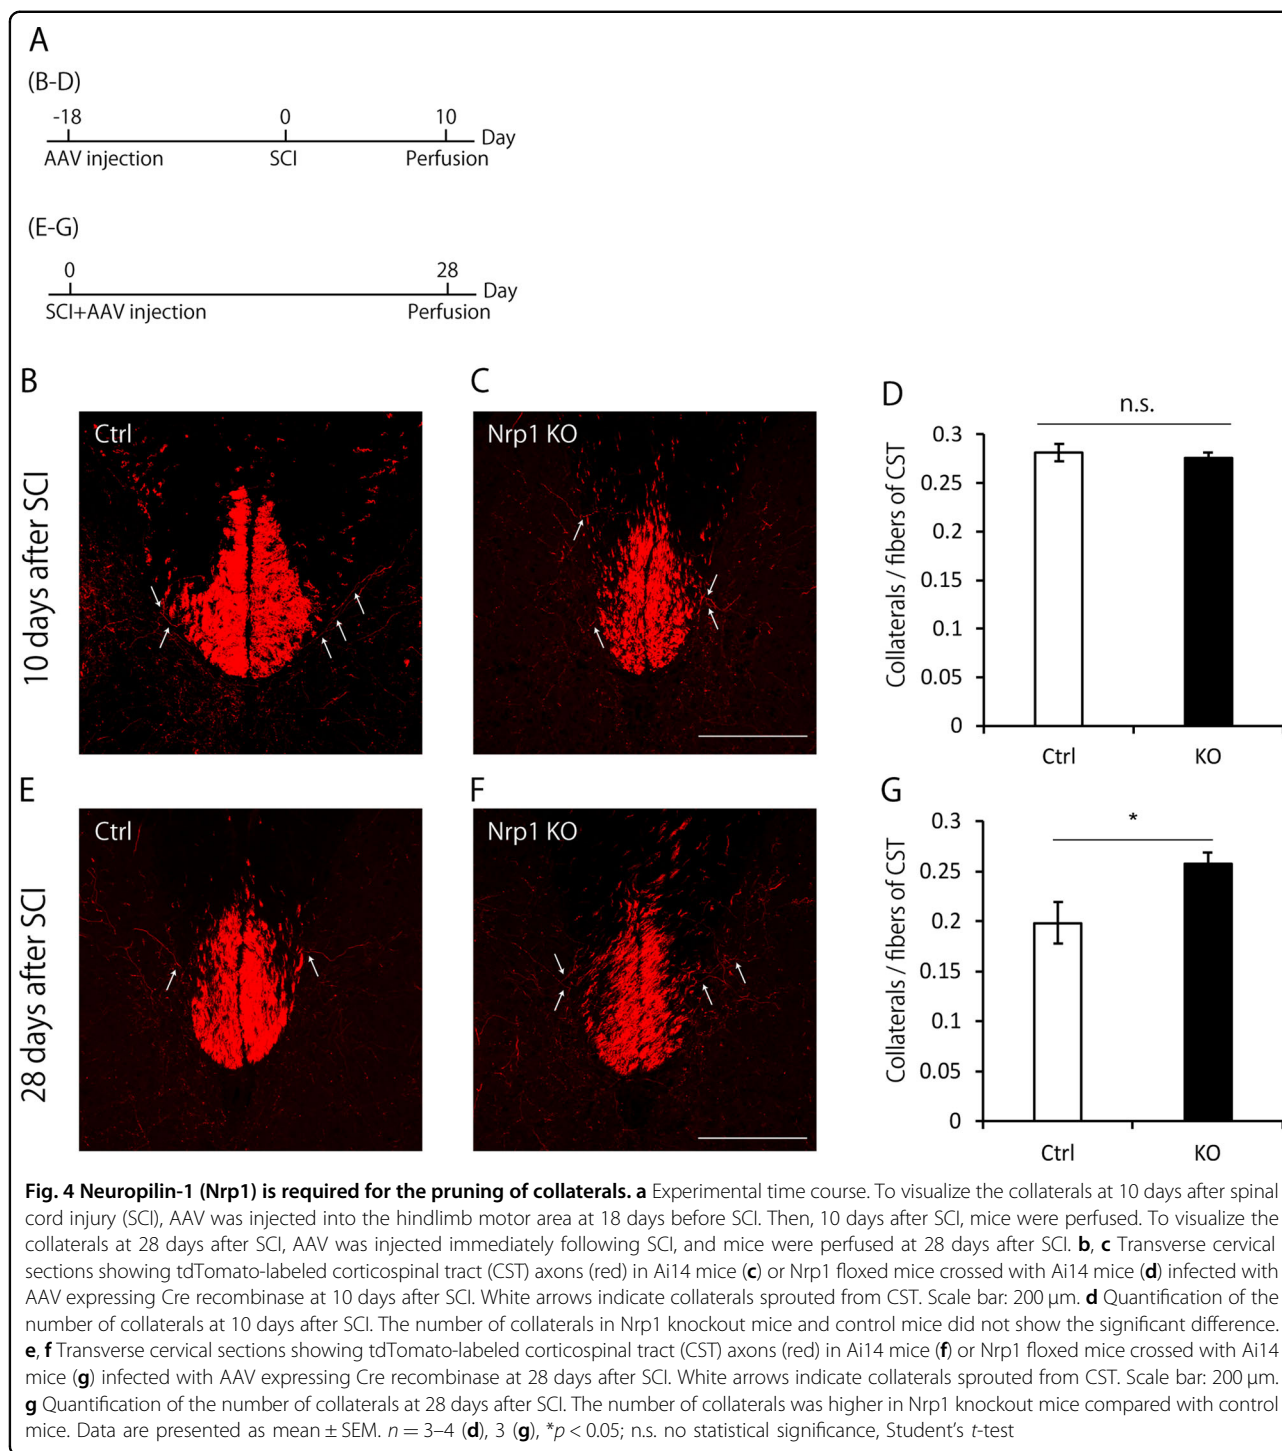 A
(B-D)
-18 0 10
Day
AAV injection SCI Perfusion
(E-G)
0 28
Day
SCI+AAV injection Perfusion
B
C
D
10 days after SCI
Ctrl
Nrp1 KO
n.s.
Collaterals / fibers of CST
0.3
0.25
0.2
0.15
0.1
0.05
0
Ctrl KO
E
F
G
28 days after SCI
Ctrl
Nrp1 KO
*
Collaterals / fibers of CST
0.3
0.25
0.2
0.15
0.1
0.05
0
Ctrl KO
Fig. 4 Neuropilin-1 (Nrp1) is required for the pruning of collaterals. a Experimental time course. To visualize the collaterals at 10 days after spinal
cord injury (SCI), AAV was injected into the hindlimb motor area at 18 days before SCI. Then, 10 days after SCI, mice were perfused. To visualize the
collaterals at 28 days after SCI, AAV was injected immediately following SCI, and mice were perfused at 28 days after SCI. b, c Transverse cervical
sections showing tdTomato-labeled corticospinal tract (CST) axons (red) in Ai14 mice (c) or Nrp1 floxed mice crossed with Ai14 mice (d) infected with
AAV expressing Cre recombinase at 10 days after SCI. White arrows indicate collaterals sprouted from CST. Scale bar: 200 µm. d Quantification of the
number of collaterals at 10 days after SCI. The number of collaterals in Nrp1 knockout mice and control mice did not show the significant difference.
e, f Transverse cervical sections showing tdTomato-labeled corticospinal tract (CST) axons (red) in Ai14 mice (f) or Nrp1 floxed mice crossed with Ai14
mice (g) infected with AAV expressing Cre recombinase at 28 days after SCI. White arrows indicate collaterals sprouted from CST. Scale bar: 200 µm.
g Quantification of the number of collaterals at 28 days after SCI. The number of collaterals was higher in Nrp1 knockout mice compared with control
mice. Data are presented as mean ± SEM. n = 3–4 (d), 3 (g), *p < 0.05; n.s. no statistical significance, Student's t-test